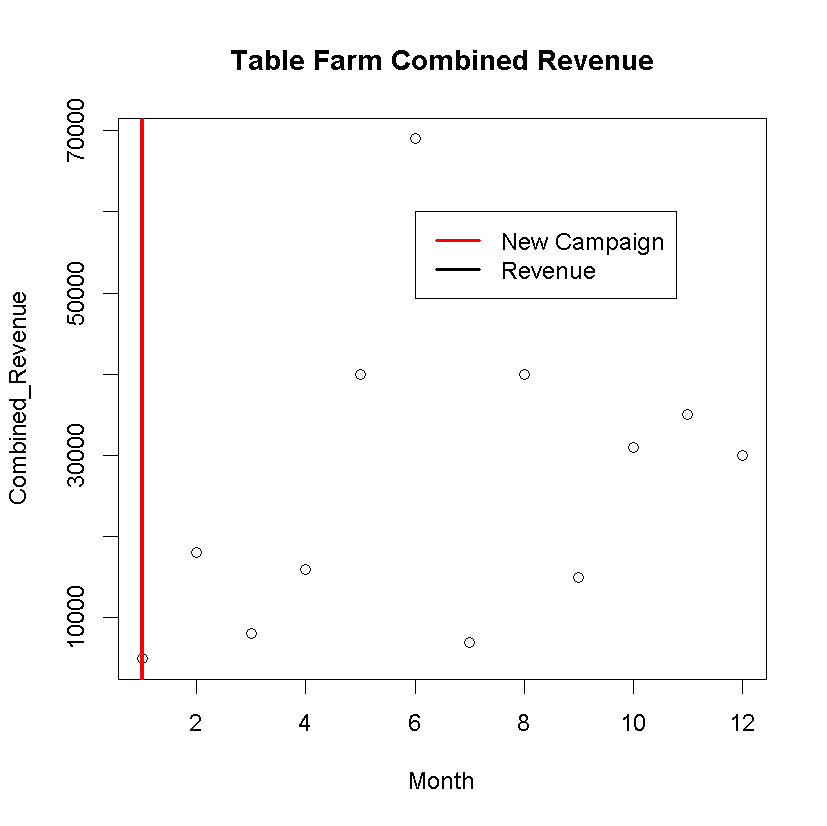 Table Farm Combined Revenue
70000
50000
30000
10000
Combined_Revenue
New Campaign
Revenue
2 4 6 8 10 12
Month